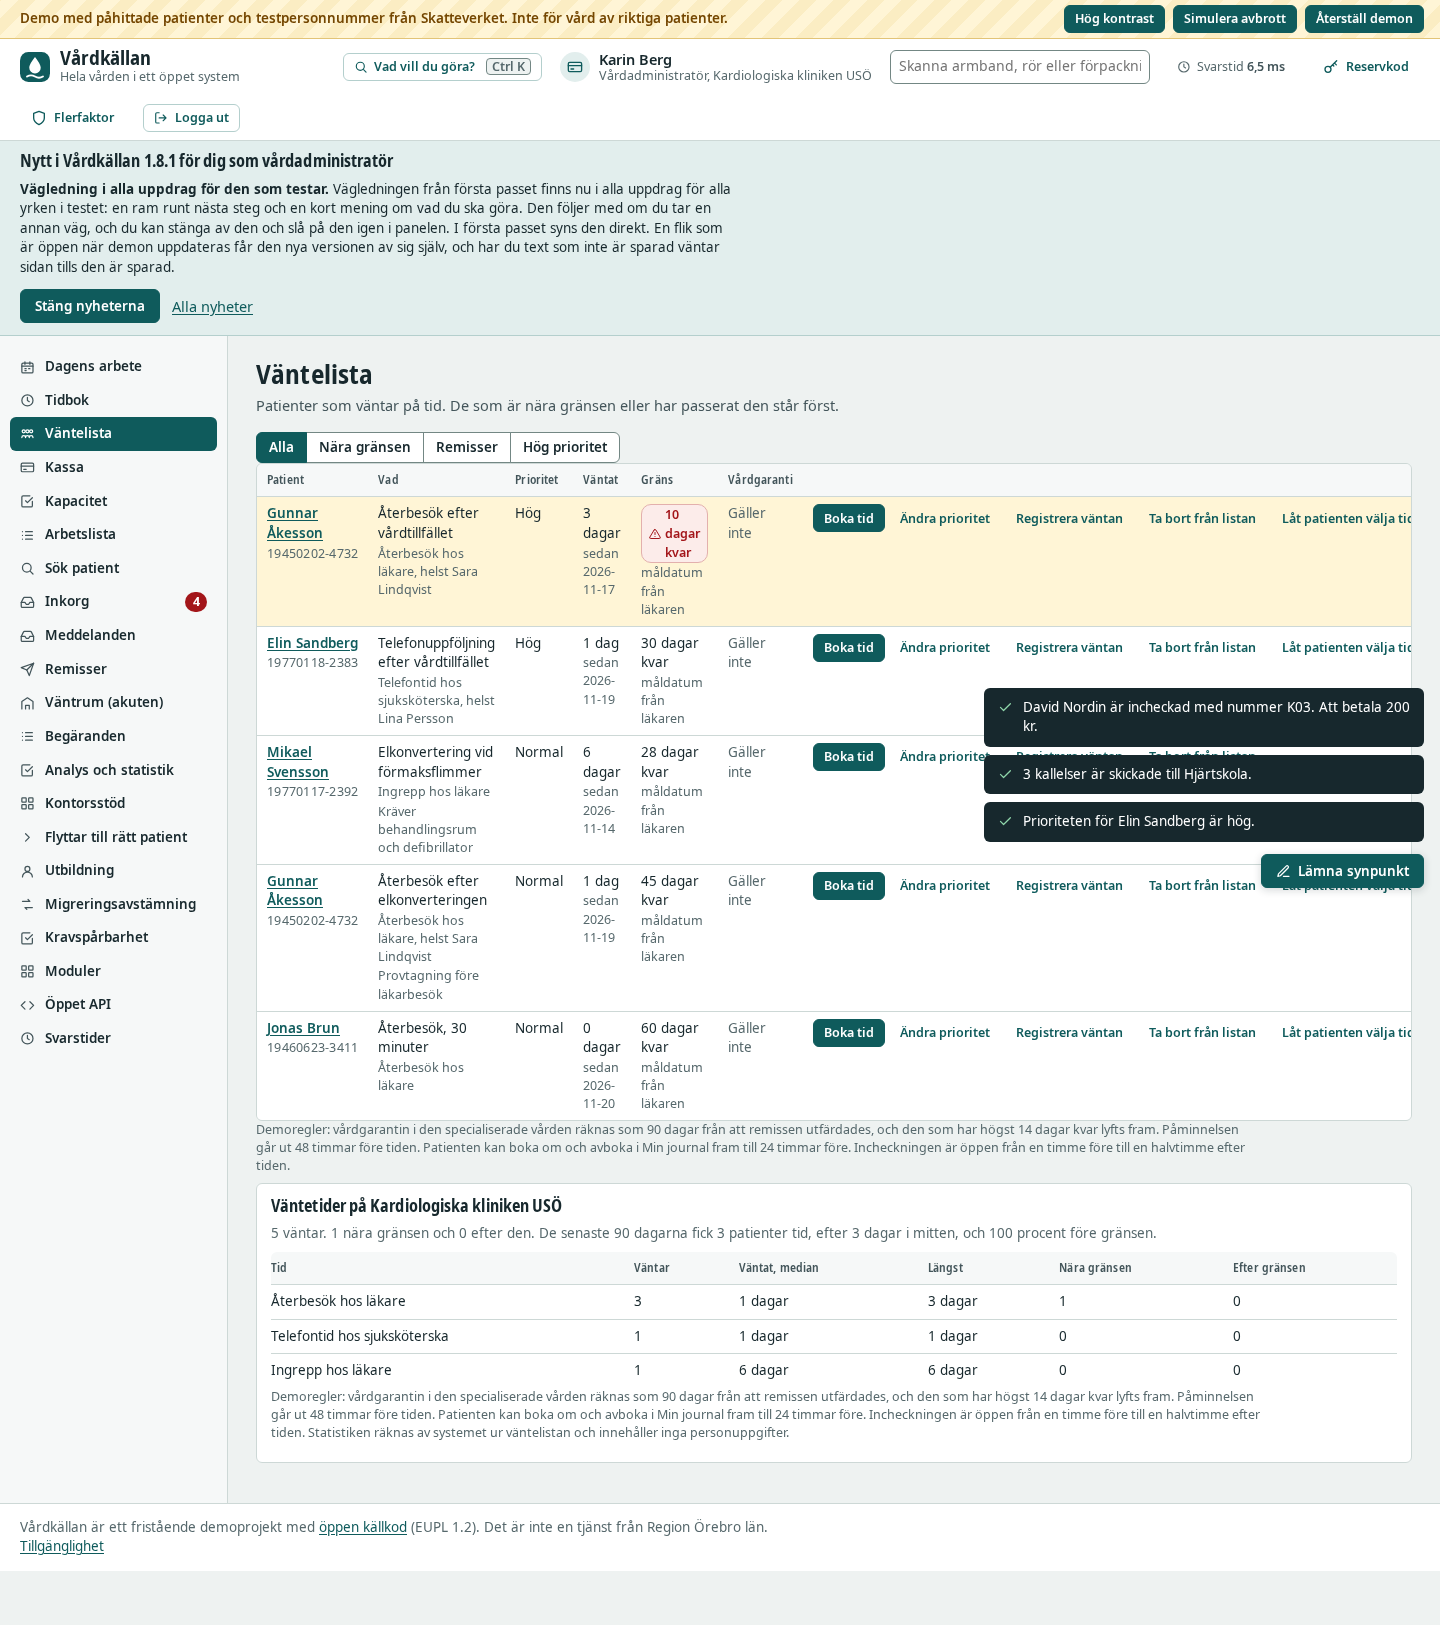 Demo med påhittade patienter och testpersonnummer från Skatteverket. Inte för vård av riktiga patienter.
Hög kontrast
Simulera avbrott
Återställ demon
Vårdkällan
Hela vården i ett öppet system
Vad vill du göra? Ctrl K
Karin Berg
Vårdadministratör, Kardiologiska kliniken USÖ
Skanna armband, rör eller förpackni
Svarstid 6,5 ms
Reservkod
Flerfaktor
Logga ut
Nytt i Vårdkällan 1.8.1 för dig som vårdadministratör
Vägledning i alla uppdrag för den som testar. Vägledningen från första passet finns nu i alla uppdrag för alla
yrken i testet: en ram runt nästa steg och en kort mening om vad du ska göra. Den följer med om du tar en
annan väg, och du kan stänga av den och slå på den igen i panelen. I första passet syns den direkt. En flik som
är öppen när demon uppdateras får den nya versionen av sig själv, och har du text som inte är sparad väntar
sidan tills den är sparad.
Stäng nyheterna
Alla nyheter
Dagens arbete
Tidbok
Väntelista
Kassa
Kapacitet
Arbetslista
Sök patient
Inkorg 4
Meddelanden
Remisser
Väntrum (akuten)
Begäranden
Analys och statistik
Kontorsstöd
Flyttar till rätt patient
Utbildning
Migreringsavstämning
Kravspårbarhet
Moduler
Öppet API
Svarstider
Väntelista
Patienter som väntar på tid. De som är nära gränsen eller har passerat den står först.
Alla
Nära gränsen
Remisser
Hög prioritet
Patient Vad Prioritet Väntat Gräns Vårdgaranti
Gunnar
Åkesson
19450202-4732
Återbesök efter
vårdtillfället
Återbesök hos
läkare, helst Sara
Lindqvist
Hög
3
dagar
sedan
2026-
11-17
10
dagar
kvar
måldatum
från
läkaren
Gäller
inte
Boka tid Ändra prioritet Registrera väntan Ta bort från listan Låt patienten välja tid
Elin Sandberg
19770118-2383
Telefonuppföljning
efter vårdtillfället
Telefontid hos
sjuksköterska, helst
Lina Persson
Hög
1 dag
sedan
2026-
11-19
30 dagar
kvar
måldatum
från
läkaren
Gäller
inte
Boka tid Ändra prioritet Registrera väntan Ta bort från listan Låt patienten välja tid
Mikael
Svensson
19770117-2392
Elkonvertering vid
förmaksflimmer
Ingrepp hos läkare
Kräver
behandlingsrum
och defibrillator
Normal
6
dagar
sedan
2026-
11-14
28 dagar
kvar
måldatum
från
läkaren
Gäller
inte
Boka tid Ändra prioritet Registrera väntan Ta bort från listan
Gunnar
Åkesson
19450202-4732
Återbesök efter
elkonverteringen
Återbesök hos
läkare, helst Sara
Lindqvist
Provtagning före
läkarbesök
Normal
1 dag
sedan
2026-
11-19
45 dagar
kvar
måldatum
från
läkaren
Gäller
inte
Boka tid Ändra prioritet Registrera väntan Ta bort från listan Låt patienten välja tid
Jonas Brun
19460623-3411
Återbesök, 30
minuter
Återbesök hos
läkare
Normal
0
dagar
sedan
2026-
11-20
60 dagar
kvar
måldatum
från
läkaren
Gäller
inte
Boka tid Ändra prioritet Registrera väntan Ta bort från listan Låt patienten välja tid
David Nordin är incheckad med nummer K03. Att betala 200
kr.
3 kallelser är skickade till Hjärtskola.
Prioriteten för Elin Sandberg är hög.
Lämna synpunkt
Demoregler: vårdgarantin i den specialiserade vården räknas som 90 dagar från att remissen utfärdades, och den som har högst 14 dagar kvar lyfts fram. Påminnelsen
går ut 48 timmar före tiden. Patienten kan boka om och avboka i Min journal fram till 24 timmar före. Incheckningen är öppen från en timme före till en halvtimme efter
tiden.
Väntetider på Kardiologiska kliniken USÖ
5 väntar. 1 nära gränsen och 0 efter den. De senaste 90 dagarna fick 3 patienter tid, efter 3 dagar i mitten, och 100 procent före gränsen.
Tid Väntar Väntat, median Längst Nära gränsen Efter gränsen
Återbesök hos läkare 3 1 dagar 3 dagar 1 0
Telefontid hos sjuksköterska 1 1 dagar 1 dagar 0 0
Ingrepp hos läkare 1 6 dagar 6 dagar 0 0
Demoregler: vårdgarantin i den specialiserade vården räknas som 90 dagar från att remissen utfärdades, och den som har högst 14 dagar kvar lyfts fram. Påminnelsen
går ut 48 timmar före tiden. Patienten kan boka om och avboka i Min journal fram till 24 timmar före. Incheckningen är öppen från en timme före till en halvtimme efter
tiden. Statistiken räknas av systemet ur väntelistan och innehåller inga personuppgifter.
Vårdkällan är ett fristående demoprojekt med öppen källkod (EUPL 1.2). Det är inte en tjänst från Region Örebro län.
Tillgänglighet